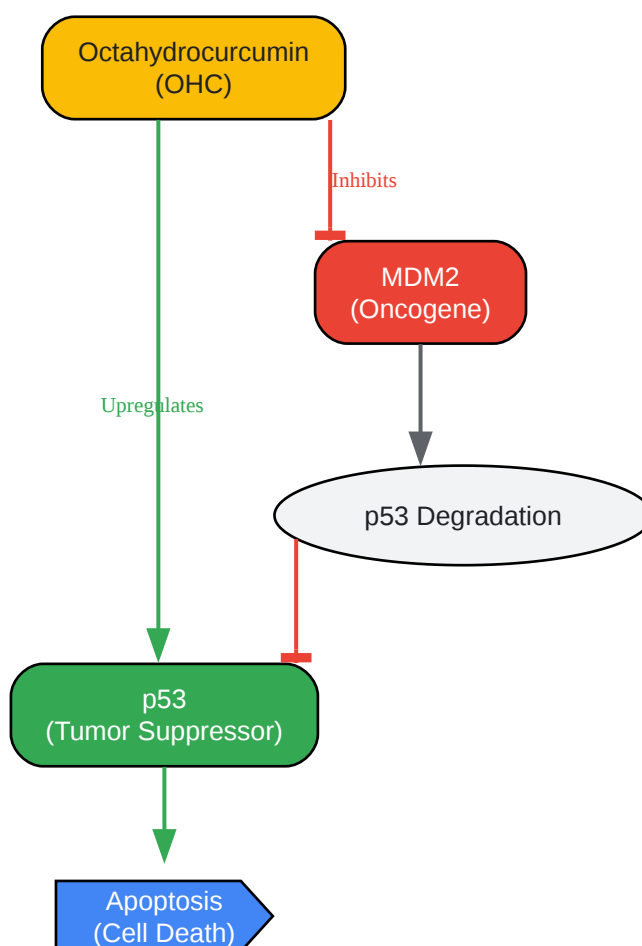 Octahydrocurcumin
(OHC)
Inhibits
MDM2
(Oncogene)
Upregulates
p53 Degradation
p53
(Tumor Suppressor)
Apoptosis
(Cell Death)